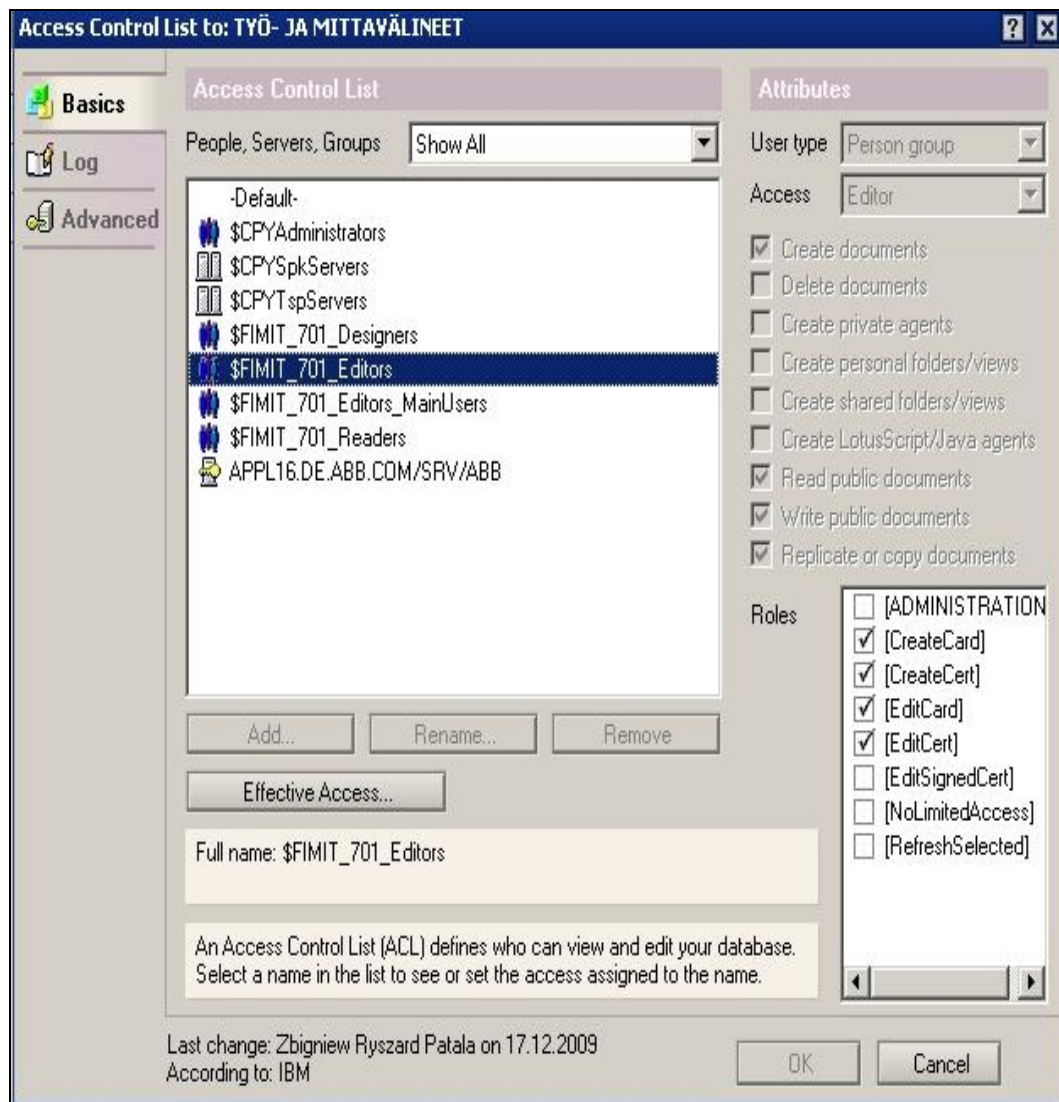 Access Control List to: TYÖ- JA MITTAVÄLINEET
Basics
Log
Advanced
Access Control List
People, Servers, Groups Show All
-Default-
$CPYAdministrators
$CPYSpkServers
$CPYTspServers
$FIMIT_701_Designers
$FIMIT_701_Editors
$FIMIT_701_Editors_MainUsers
$FIMIT_701_Readers
APPL16.DE.ABB.COM/SRV/ABB
Add... Rename... Remove
Effective Access...
Full name: $FIMIT_701_Editors
An Access Control List (ACL) defines who can view and edit your database.
Select a name in the list to see or set the access assigned to the name.
Attributes
User type Person group
Access Editor
Create documents
Delete documents
Create private agents
Create personal folders/views
Create shared folders/views
Create LotusScript/Java agents
Read public documents
Write public documents
Replicate or copy documents
Roles
[ADMINISTRATION
[CreateCard]
[CreateCert]
[EditCard]
[EditCert]
[EditSignedCert]
[NoLimitedAccess]
[RefreshSelected]
Last change: Zbigniew Ryszard Patala on 17.12.2009
According to: IBM
OK Cancel